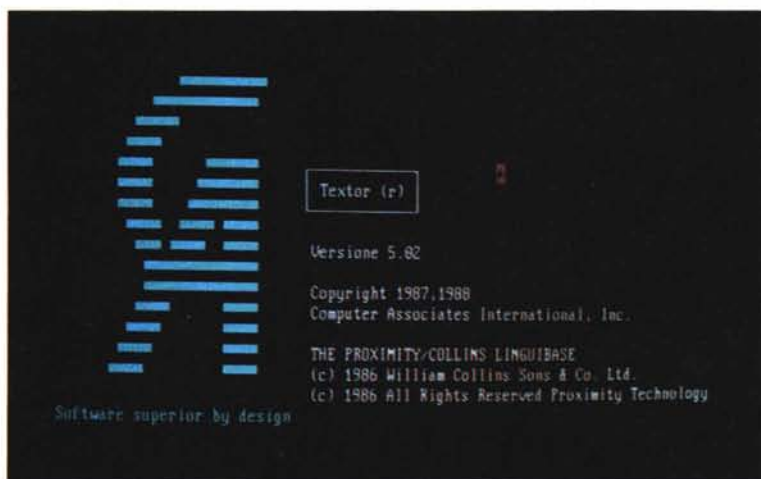 Textor (r)
Versione 5.02
Copyright 1987,1988
Computer Associates International, Inc.
THE PROXIMITY/COLLINS LINGUIBASE
(c) 1986 William Collins Sons & Co. Ltd.
(c) 1986 All Rights Reserved Proximity Technology
Software superior by design